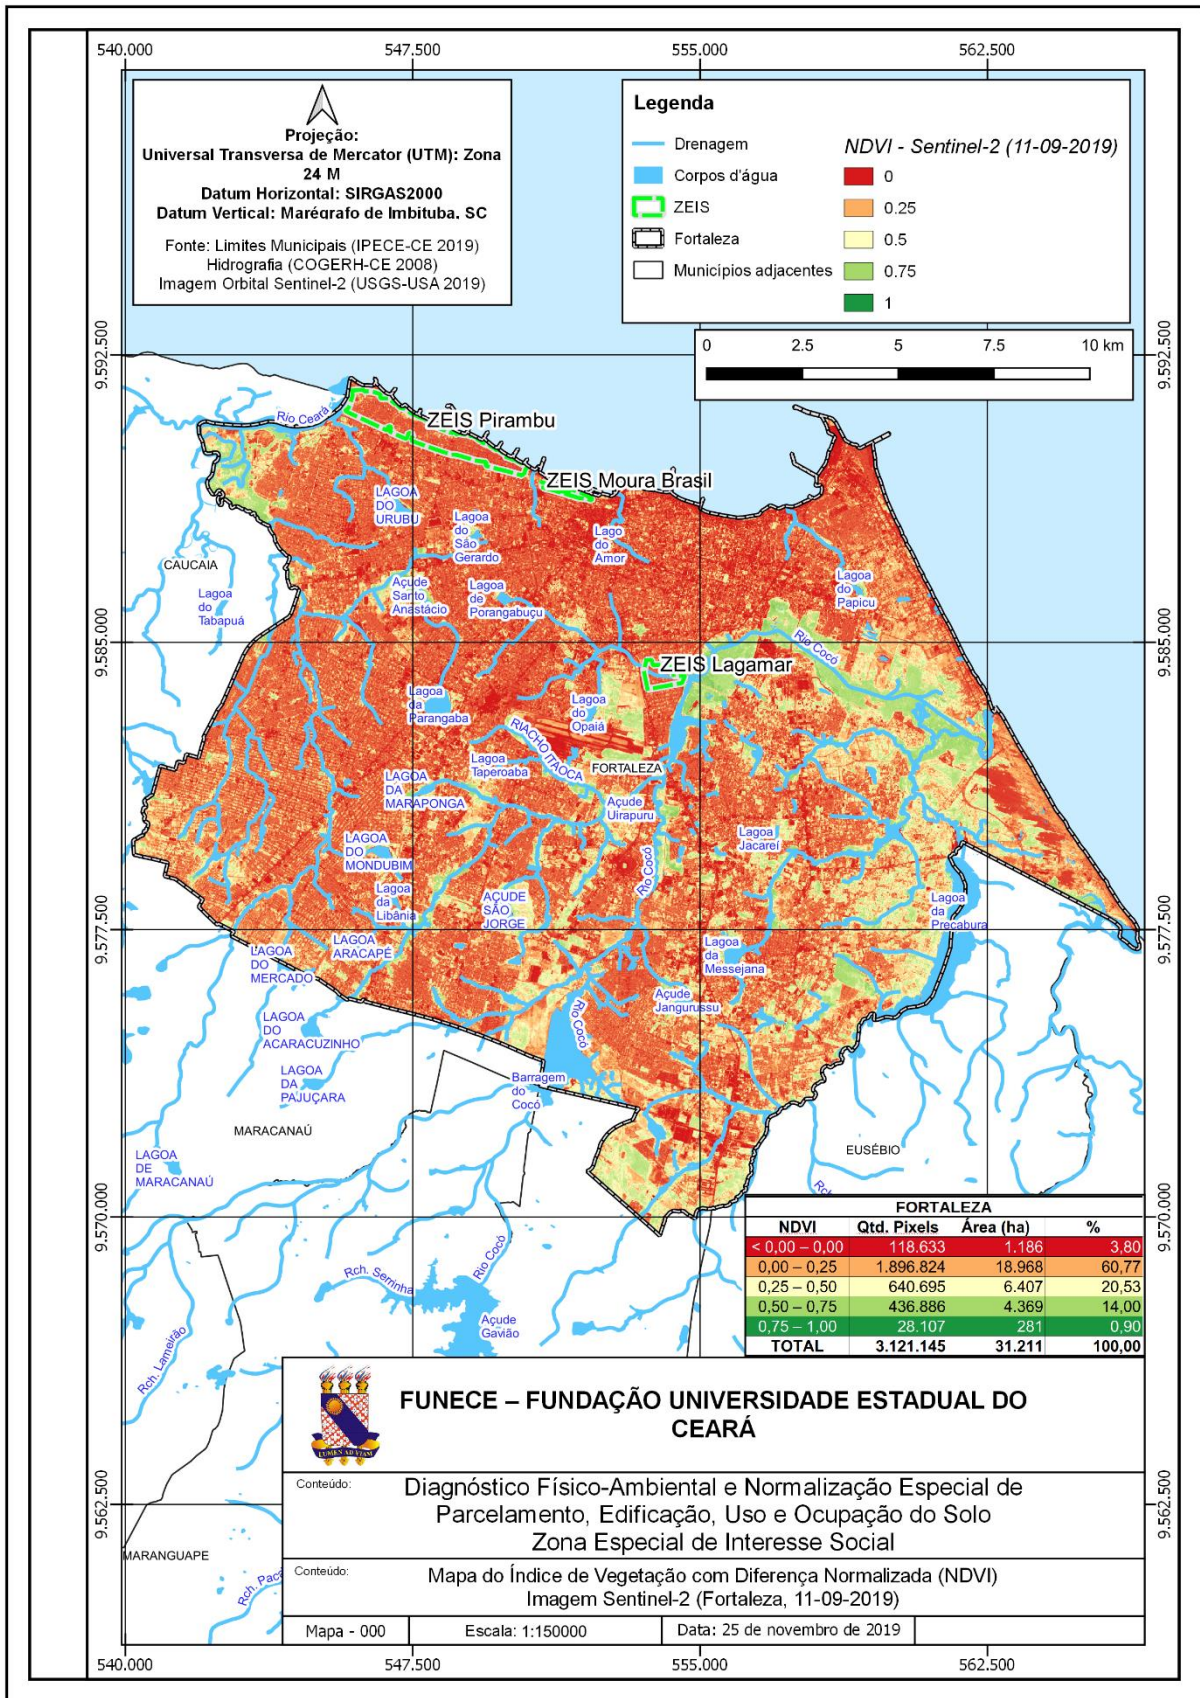 540.000 547.500 555.000 562.500
Projeção:
Universal Transversa de Mercator (UTM): Zona
24 M
Datum Horizontal: SIRGAS2000
Datum Vertical: Marégrafo de Imbituba. SC
Fonte: Limites Municipais (IPECE-CE 2019)
Hidrografia (COGERH-CE 2008)
Imagem Orbital Sentinel-2 (USGS-USA 2019)
Legenda
Drenagem
Corpos d'água
ZEIS
Fortaleza
Municípios adjacentes
NDVI - Sentinel-2 (11-09-2019)
0
0.25
0.5
0.75
1
0 2.5 5 7.5 10 km
9.592.500 9.592.500
Rio Ceará
ZEIS Pirambu
ZEIS Moura Brasil
LAGOA
DO
URUBU
Lagoa
do
São
Gerardo
Lago
do
Amor
CAUCAIA
Lagoa
do
Tabapuá
Açude
Santo
Anastácio
Lagoa
de
Porangabuçu
Lagoa
do
Papicu
9.585.000 9.585.000
Rio Cocó
ZEIS Lagamar
Lagoa
da
Parangaba
Lagoa
do
Opaiá
RIACHO ITAOCA
Lagoa
Taperoaba
FORTALEZA
LAGOA
DA
MARAPONGA
Açude
Uirapuru
LAGOA
DO
MONDUBIM
Lagoa
Jacareí
Rio Cocó
Lagoa
da
Libânia
AÇUDE
SÃO
JORGE
Lagoa
da
Precabura
9.577.500 9.577.500
LAGOA
ARACAPÉ
LAGOA
DO
MERCADO
Lagoa
da
Messejana
Açude
Jangurussu
LAGOA
DO
ACARACUZINHO
Rio Cocó
LAGOA
DA
PAJUÇARA
Barragem
do
Cocó
MARACANAÚ
EUSÉBIO
LAGOA
DE
MARACANAÚ
Rch.
9.570.000 9.570.000
Rio Cocó
Rch. Serrinha
Açude
Gavião
Rch. Lameirão
FORTALEZA
NDVI Qtd. Pixels Área (ha) %
< 0,00 – 0,00 118.633 1.186 3,80
0,00 – 0,25 1.896.824 18.968 60,77
0,25 – 0,50 640.695 6.407 20,53
0,50 – 0,75 436.886 4.369 14,00
0,75 – 1,00 28.107 281 0,90
TOTAL 3.121.145 31.211 100,00
LUMEN AD VIAM
FUNECE – FUNDAÇÃO UNIVERSIDADE ESTADUAL DO
CEARÁ
Conteúdo: Diagnóstico Físico-Ambiental e Normalização Especial de
Parcelamento, Edificação, Uso e Ocupação do Solo
Zona Especial de Interesse Social
9.562.500 9.562.500
MARANGUAPE
Rch. Paca
Conteúdo: Mapa do Índice de Vegetação com Diferença Normalizada (NDVI)
Imagem Sentinel-2 (Fortaleza, 11-09-2019)
Mapa - 000 Escala: 1:150000 Data: 25 de novembro de 2019
540.000 547.500 555.000 562.500